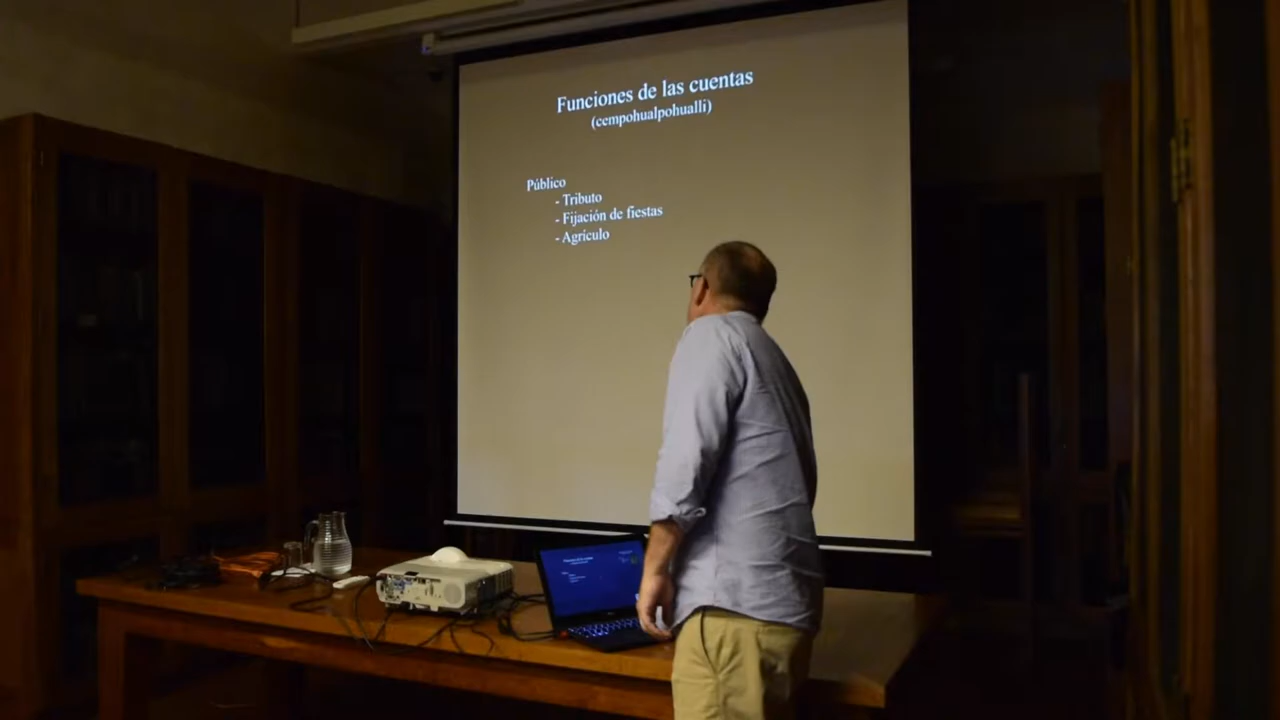 Funciones de las cuentas
(cempohualpohualli)
Público
- Tributo
- Fijación de fiestas
- Agrículo